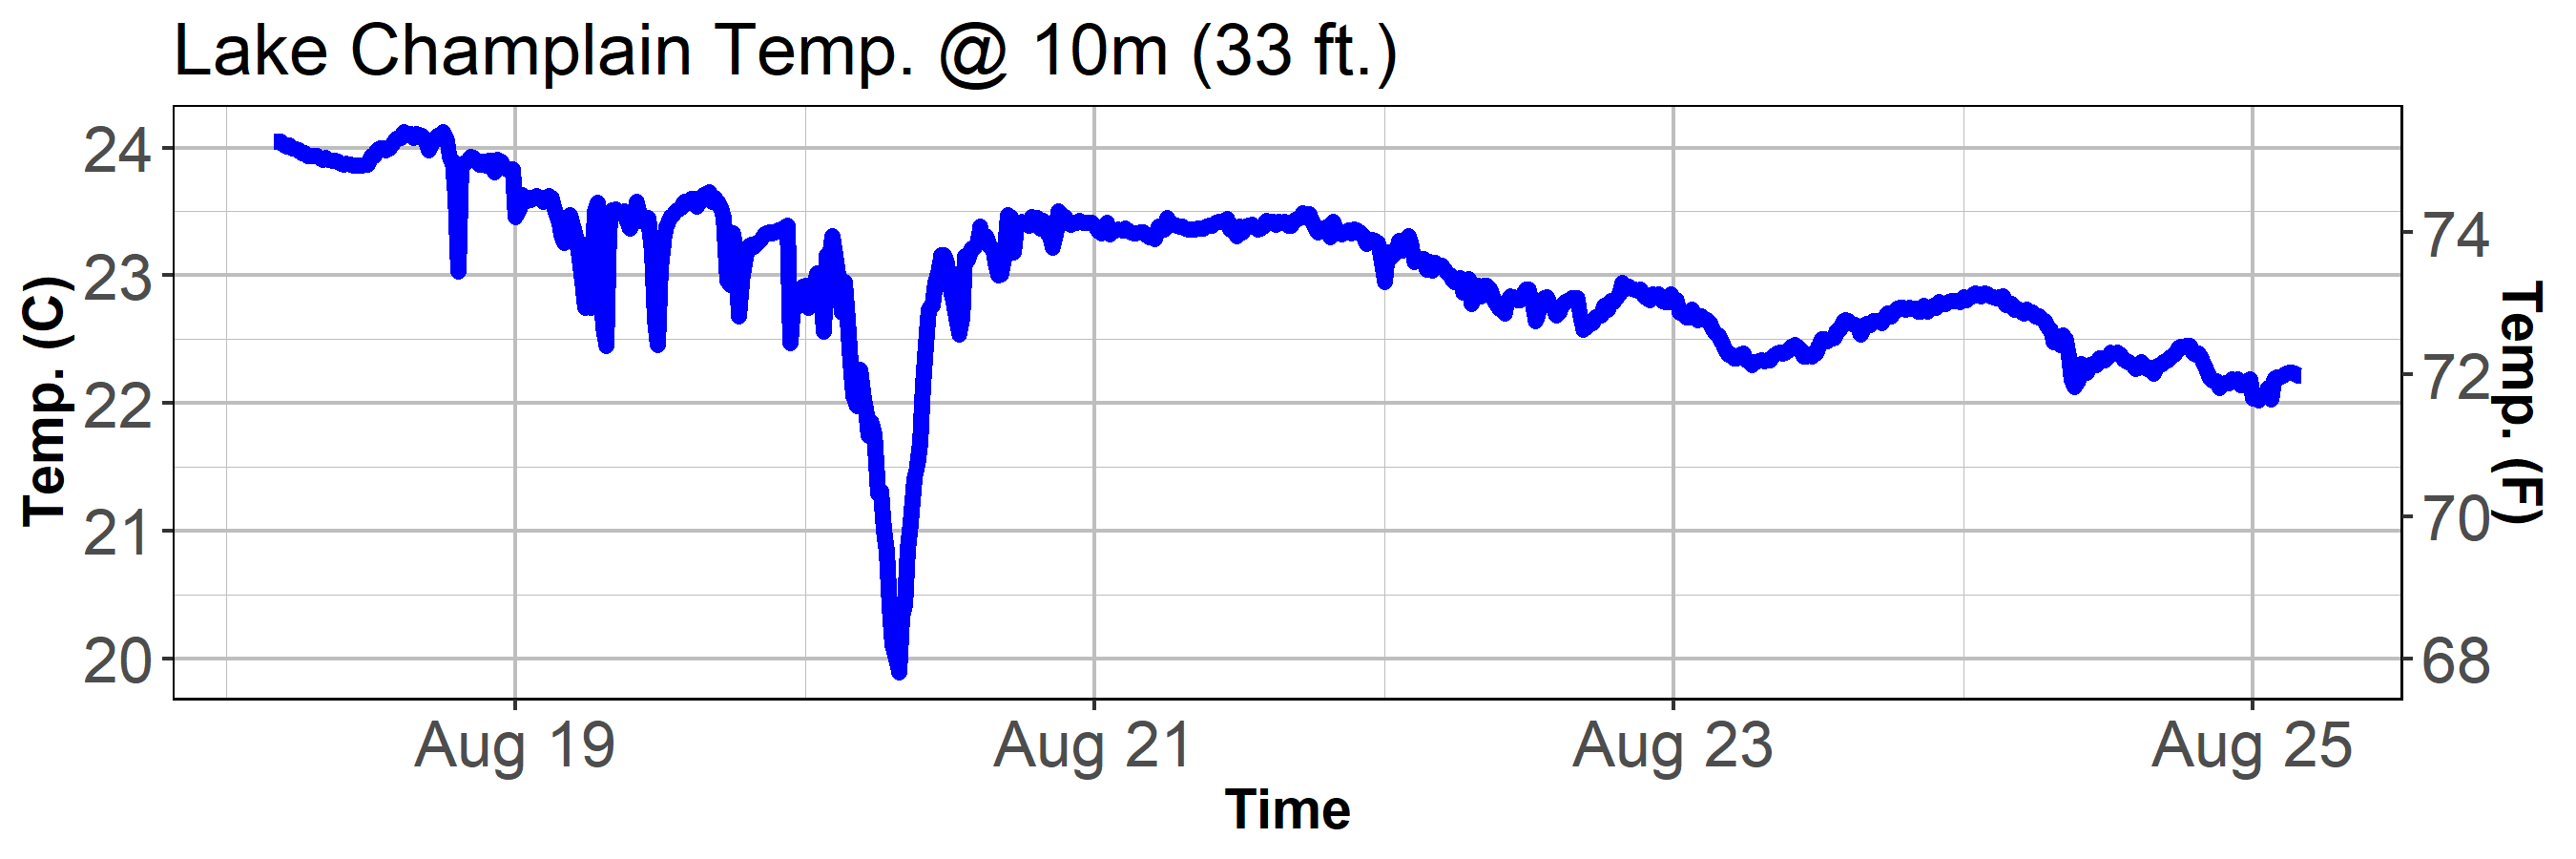 Lake Champlain Temp. @ 10m (33 ft.)
Temp. (C)
24
23
22
21
20
74
72
70
68
Temp. (F)
Aug 19 Aug 21 Aug 23 Aug 25
Time